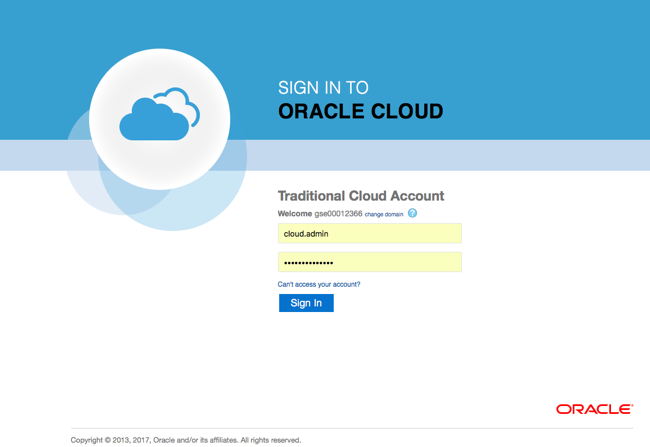 SIGN IN TO
ORACLE CLOUD
Traditional Cloud Account
Welcome gse00012366 change domain ?
cloud.admin
••••••••••••••
Can't access your account?
Sign In
ORACLE®
Copyright © 2013, 2017, Oracle and/or its affiliates. All rights reserved.